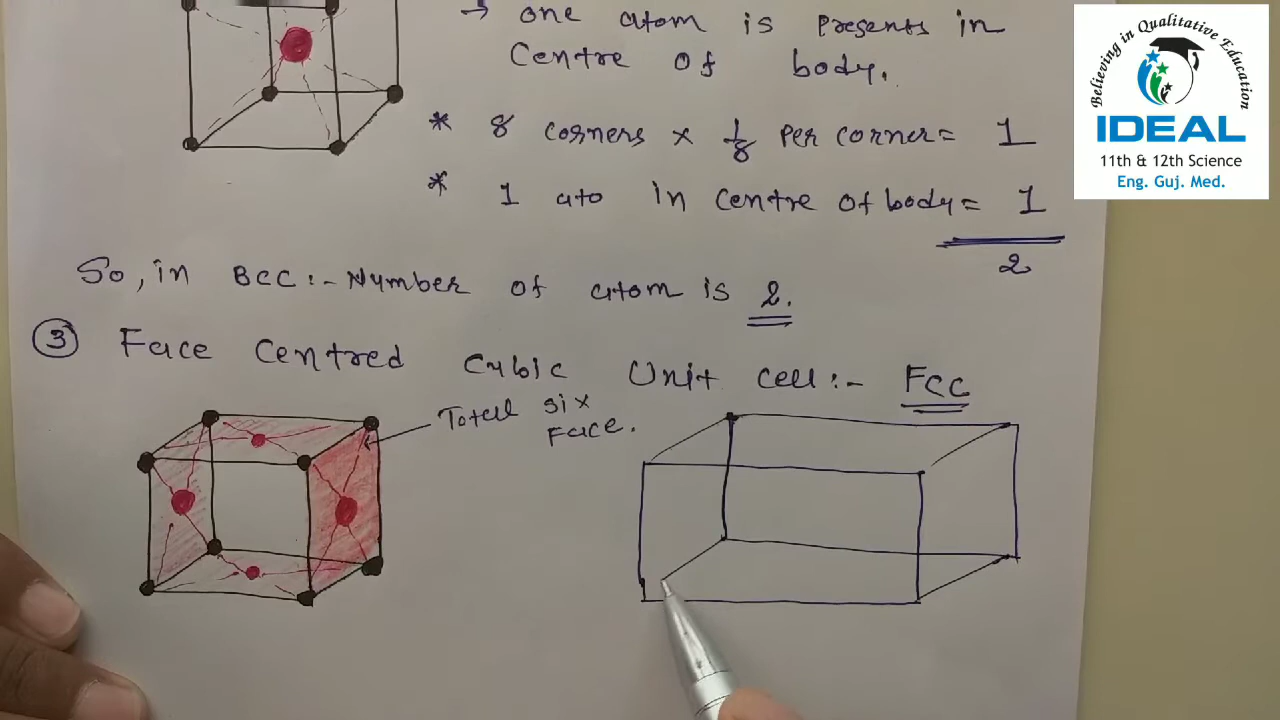 → one atom is presents in
Centre of body.
* 8 corners × 1/8 per corner = 1
* 1 ato in centre of body = 1
2
So, in BCC :- Number of atom is 2.
③ Face Centred Cubic Unit cell :- FCC
Total six
Face.
Believing in Qualitative Education
IDEAL
11th & 12th Science
Eng. Guj. Med.